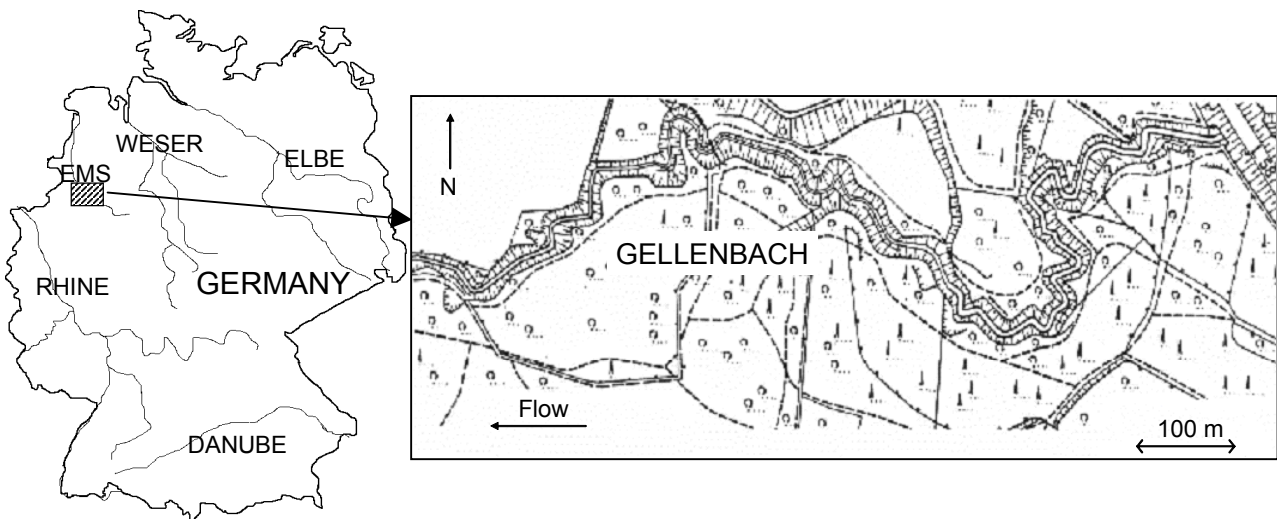 WESER
ELBE
EMS
RHINE
GERMANY
DANUBE
N
GELLENBACH
Flow
100 m